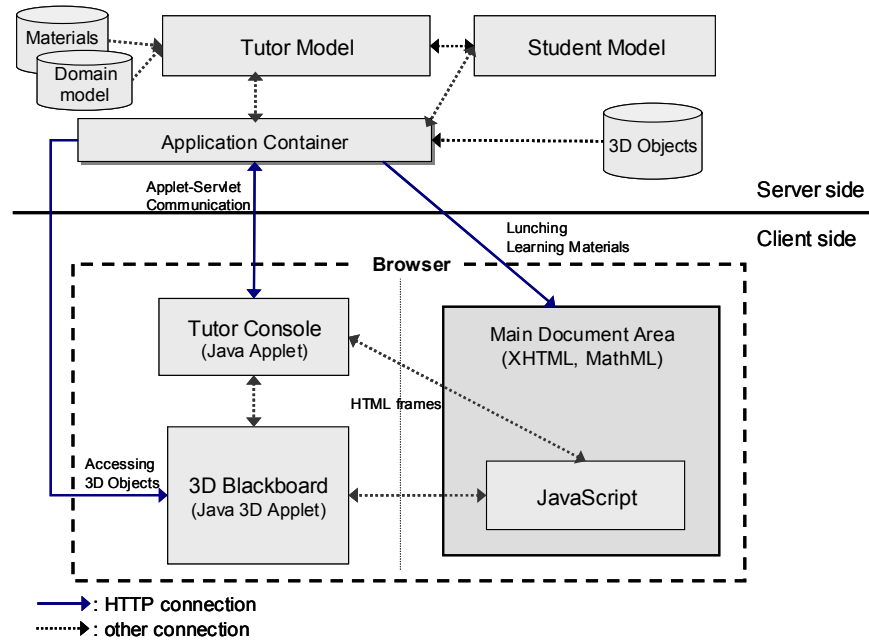 Materials
Domain
model
Tutor Model
Student Model
Application Container
3D Objects
Applet-Servlet
Communication
Server side
Lunching
Learning Materials
Client side
Browser
Tutor Console
(Java Applet)
Main Document Area
(XHTML, MathML)
HTML frames
Accessing
3D Objects
3D Blackboard
(Java 3D Applet)
JavaScript
: HTTP connection
: other connection